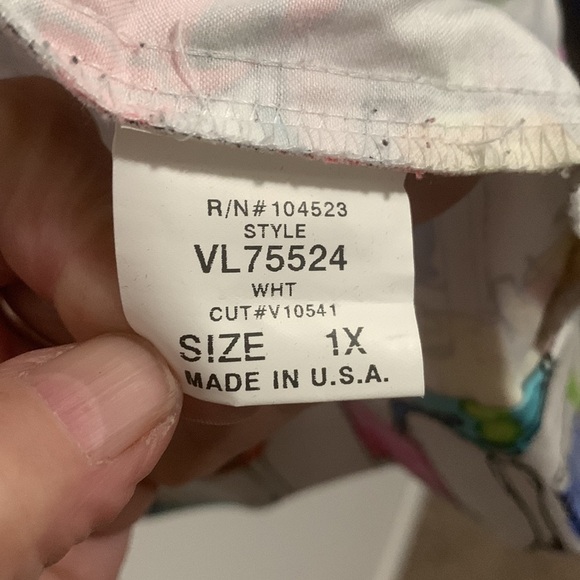 R/N# 104523
STYLE
VL75524
WHT
CUT#V10541
SIZE 1X
MADE IN U.S.A.